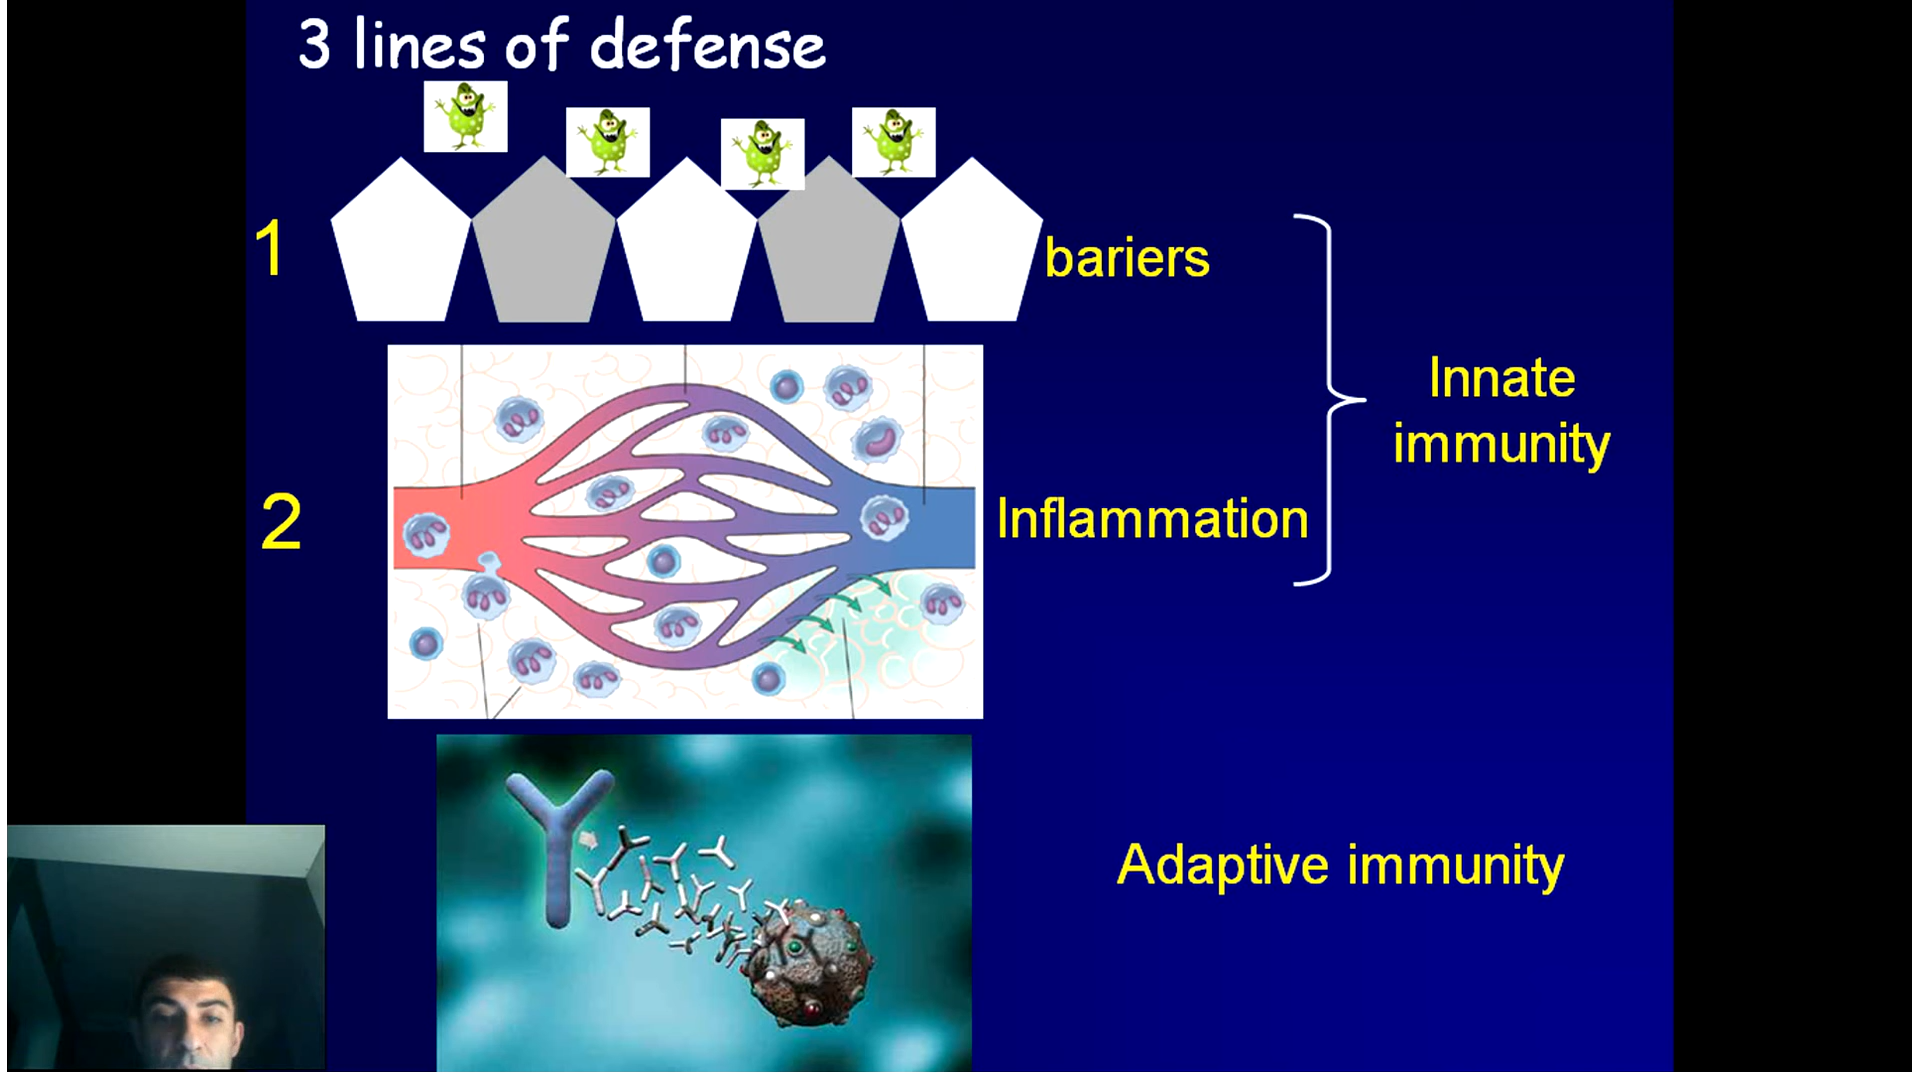 3 lines of defense
1
bariers
Innate
immunity
2
Inflammation
Adaptive immunity